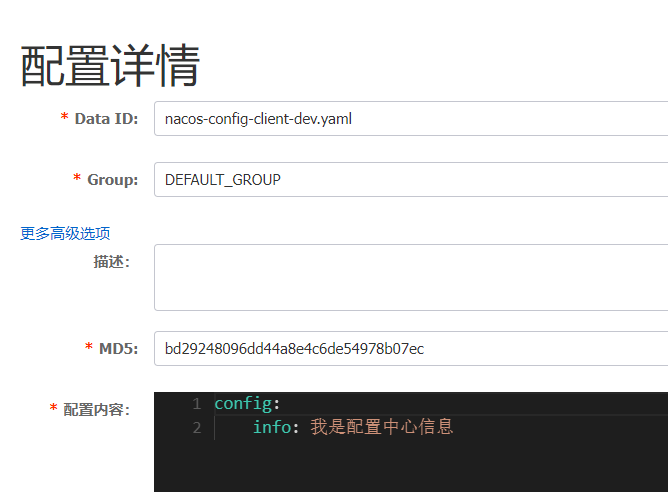 配置详情
* Data ID: nacos-config-client-dev.yaml
* Group: DEFAULT_GROUP
更多高级选项
描述:
* MD5: bd29248096dd44a8e4c6de54978b07ec
* 配置内容: 1 config:
2 info: 我是配置中心信息